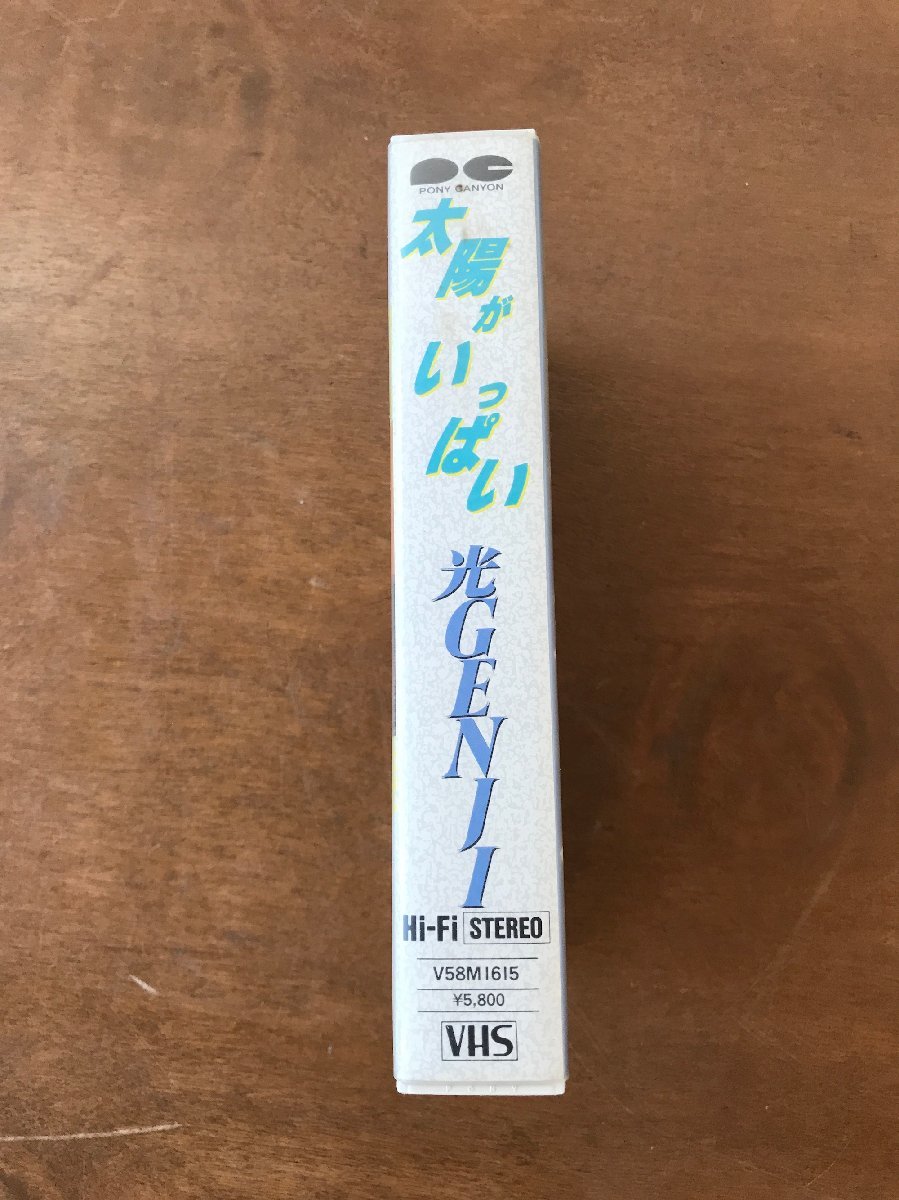 PC
PONY CANYON
太陽がいっぱい
光GENJI
Hi-Fi STEREO
V58M1615
¥5,800
VHS